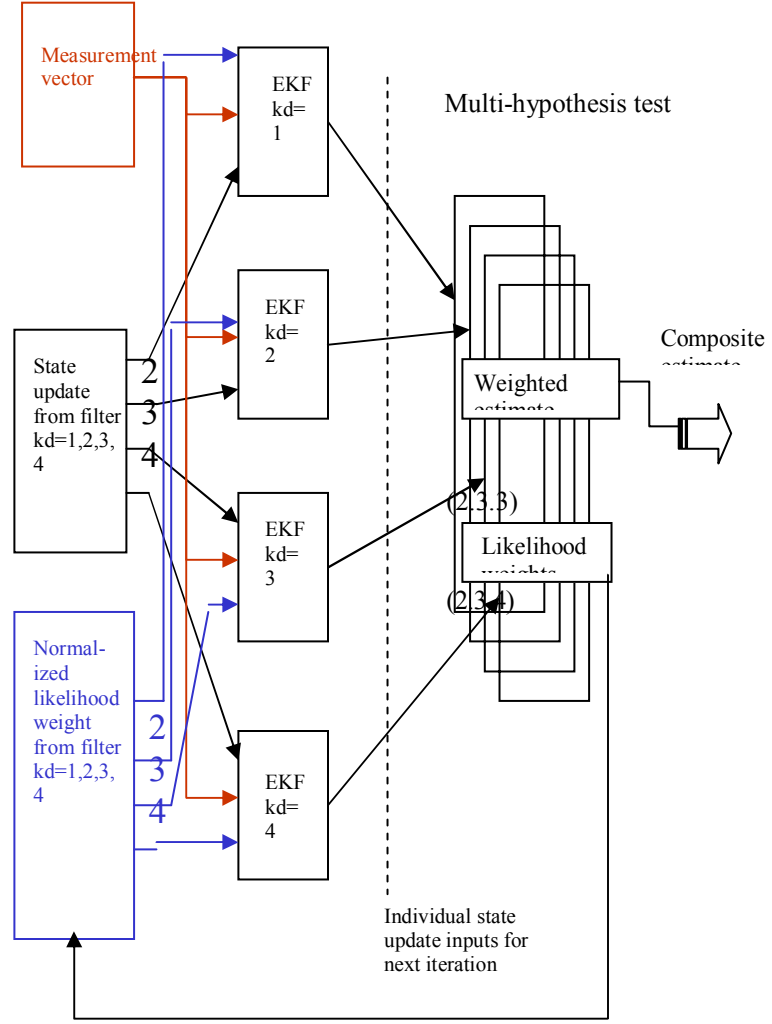 Measurement
vector
EKF
kd=
1
Multi-hypothesis test
EKF
kd=
2
State
update
from filter
kd=1,2,3,
4
2
3
4
Composite
estimate
Weighted
estimate
EKF
kd=
3
(2.3.3)
Likelihood
weights
(2.3.4)
Normal-
ized
likelihood
weight
from filter
kd=1,2,3,
4
2
3
4
EKF
kd=
4
Individual state
update inputs for
next iteration